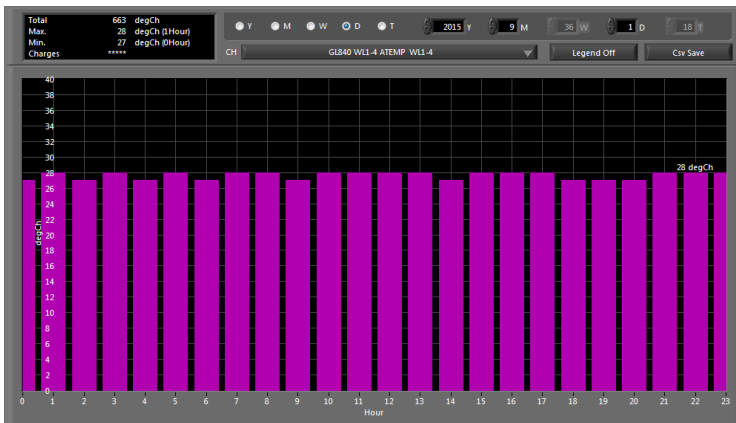 Total 663 degCh
Max. 28 degCh (1Hour)
Min. 27 degCh (0Hour)
Charges *****
Y M W D T 2015 Y 9 M 36 W 1 D 18 T
CH GL840 WL1-4 ATEMP WL1-4 Legend Off Csv Save
40
38
36
34
32
30
28
26
24
22
20
18
16
14
12
10
8
6
4
2
0
degCh
28 degCh
0 1 2 3 4 5 6 7 8 9 10 11 12 13 14 15 16 17 18 19 20 21 22 23
Hour